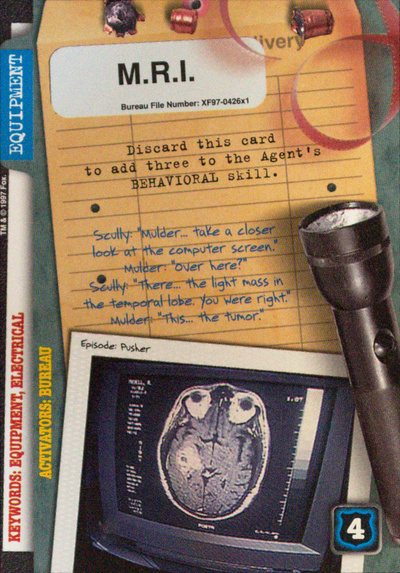 livery
M.R.I.
Bureau File Number: XF97-0426x1
EQUIPMENT
TM & © 1997 Fox.
KEYWORDS: EQUIPMENT, ELECTRICAL
ACTIVATORS: BUREAU
Discard this card
to add three to the Agent's
BEHAVIORAL skill.
Scully: "Mulder... take a closer
look at the computer screen."
Mulder: "Over here?"
Scully: "There... the light mass in
the temporal lobe. You were right."
Mulder: "This... the tumor."
Episode: Pusher
4